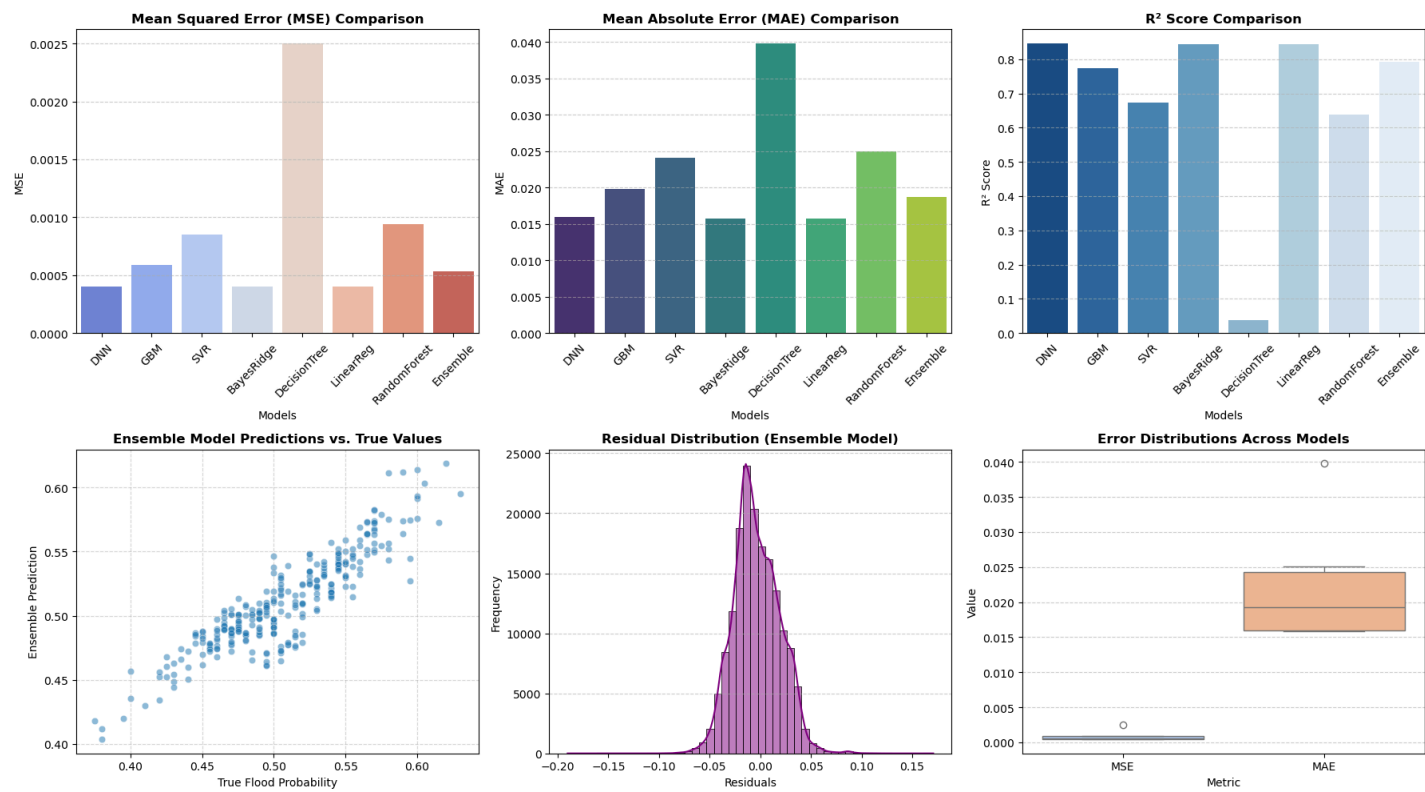 Mean Squared Error (MSE) Comparison
0.0025
0.0020
0.0015
0.0010
0.0005
0.0000
MSE
DNN
GBM
SVR
BayesRidge
DecisionTree
LinearReg
RandomForest
Ensemble
Models
Mean Absolute Error (MAE) Comparison
0.040
0.035
0.030
0.025
0.020
0.015
0.010
0.005
0.000
MAE
DNN
GBM
SVR
BayesRidge
DecisionTree
LinearReg
RandomForest
Ensemble
Models
R² Score Comparison
0.8
0.7
0.6
0.5
0.4
0.3
0.2
0.1
0.0
R² Score
DNN
GBM
SVR
BayesRidge
DecisionTree
LinearReg
RandomForest
Ensemble
Models
Ensemble Model Predictions vs. True Values
0.60
0.55
0.50
0.45
0.40
Ensemble Prediction
0.40
0.45
0.50
0.55
0.60
True Flood Probability
Residual Distribution (Ensemble Model)
25000
20000
15000
10000
5000
0
Frequency
−0.20
−0.15
−0.10
−0.05
0.00
0.05
0.10
0.15
Residuals
Error Distributions Across Models
0.040
0.035
0.030
0.025
0.020
0.015
0.010
0.005
0.000
Value
MSE
MAE
Metric